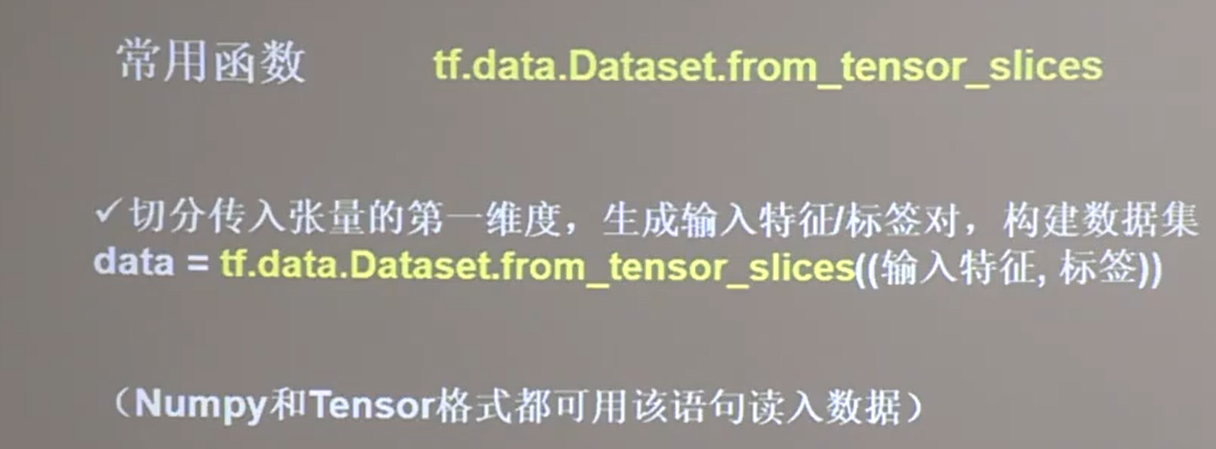 常用函数 tf.data.Dataset.from_tensor_slices
✓切分传入张量的第一维度，生成输入特征/标签对，构建数据集
data = tf.data.Dataset.from_tensor_slices((输入特征, 标签))
（Numpy和Tensor格式都可用该语句读入数据）